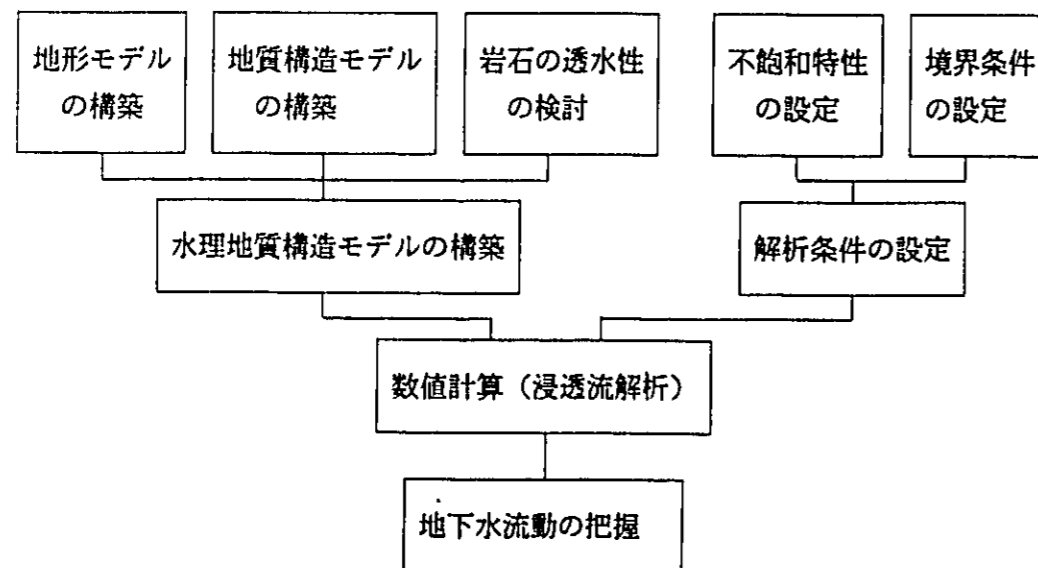 地形モデル
の構築
地質構造モデル
の構築
岩石の透水性
の検討
不飽和特性
の設定
境界条件
の設定
水理地質構造モデルの構築
解析条件の設定
数値計算(浸透流解析)
地下水流動の把握